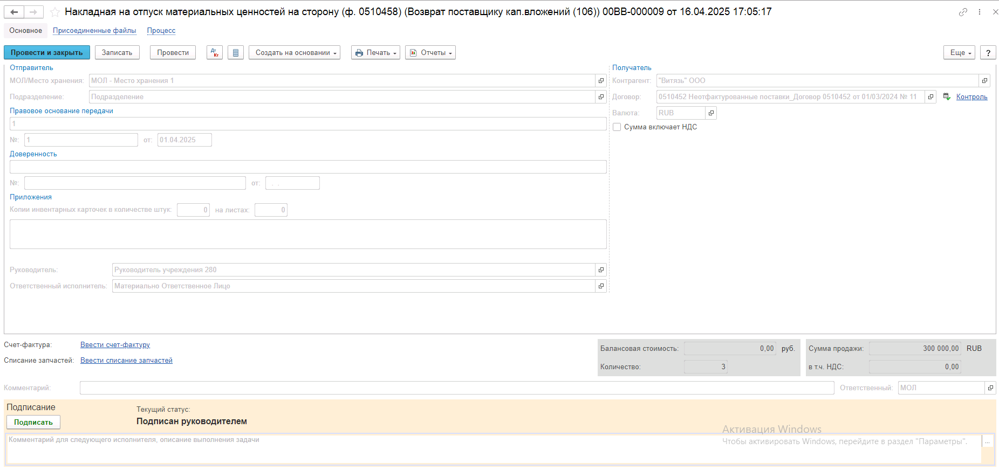 Накладная на отпуск материальных ценностей на сторону (ф. 0510458) (Возврат поставщику кап.вложений (106)) 00ВВ-000009 от 16.04.2025 17:05:17
Основное Присоединенные файлы Процесс
Провести и закрыть Записать Провести Дт Кт Создать на основании Печать Отчеты Еще ?
Отправитель
МОЛ/Место хранения: МОЛ - Место хранения 1
Подразделение: Подразделение
Правовое основание передачи
1
№: 1 от: 01.04.2025
Доверенность
№: от: . .
Приложения
Копии инвентарных карточек в количестве штук: 0 на листах: 0
Руководитель: Руководитель учреждения 280
Ответственный исполнитель: Материально Ответственное Лицо
Получатель
Контрагент: "Витязь" ООО
Договор: 0510452 Неотфактурованные поставки_Договор 0510452 от 01/03/2024 № 11 Контроль
Валюта: RUB
Сумма включает НДС
Счет-фактура: Ввести счет-фактуру
Списание запчастей: Ввести списание запчастей
Балансовая стоимость: 0,00 руб.
Количество: 3
Сумма продажи: 300 000,00 RUB
в т.ч. НДС: 0,00
Комментарий: Ответственный: МОЛ
Подписание
Подписать
Текущий статус:
Подписан руководителем
Комментарий для следующего исполнителя, описание выполнения задачи
...
Активация Windows
Чтобы активировать Windows, перейдите в раздел "Параметры".